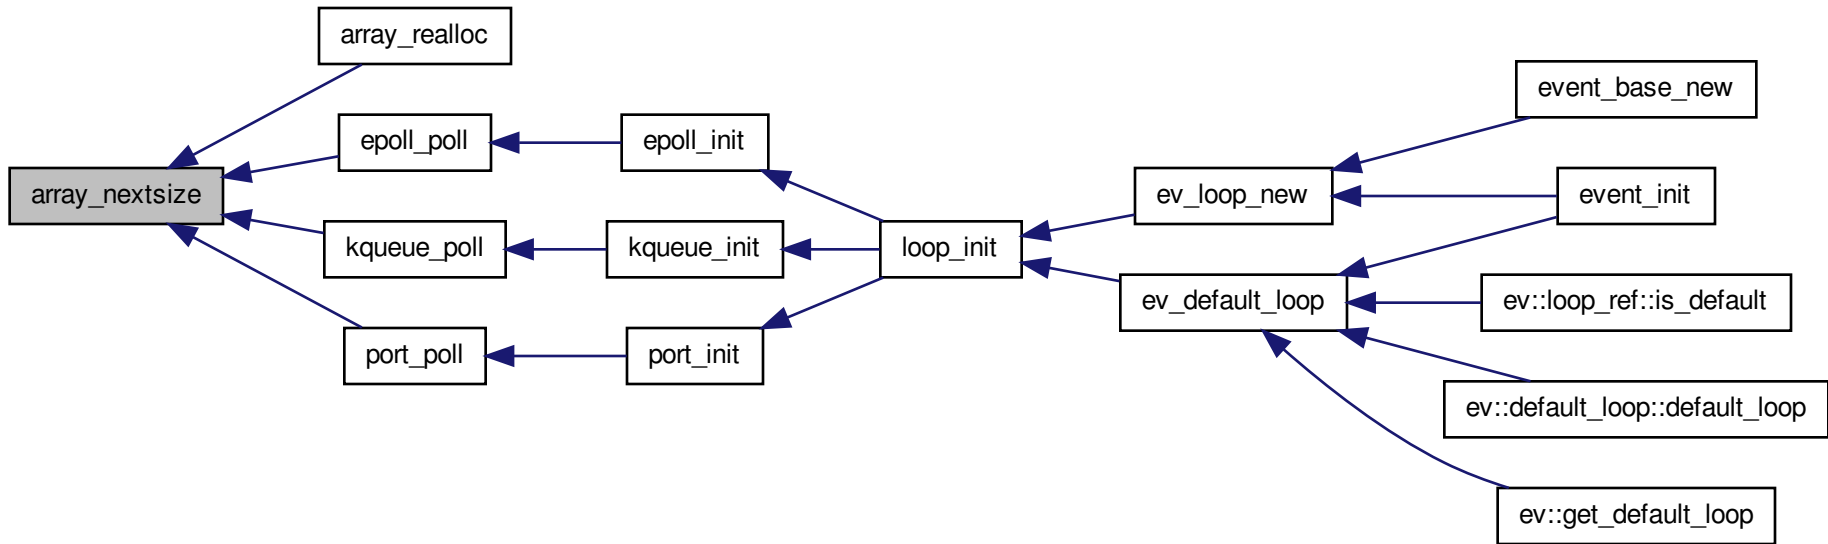 array_realloc
event_base_new
epoll_poll
epoll_init
array_nextsize
ev_loop_new
event_init
kqueue_poll
kqueue_init
loop_init
ev_default_loop
ev::loop_ref::is_default
port_poll
port_init
ev::default_loop::default_loop
ev::get_default_loop